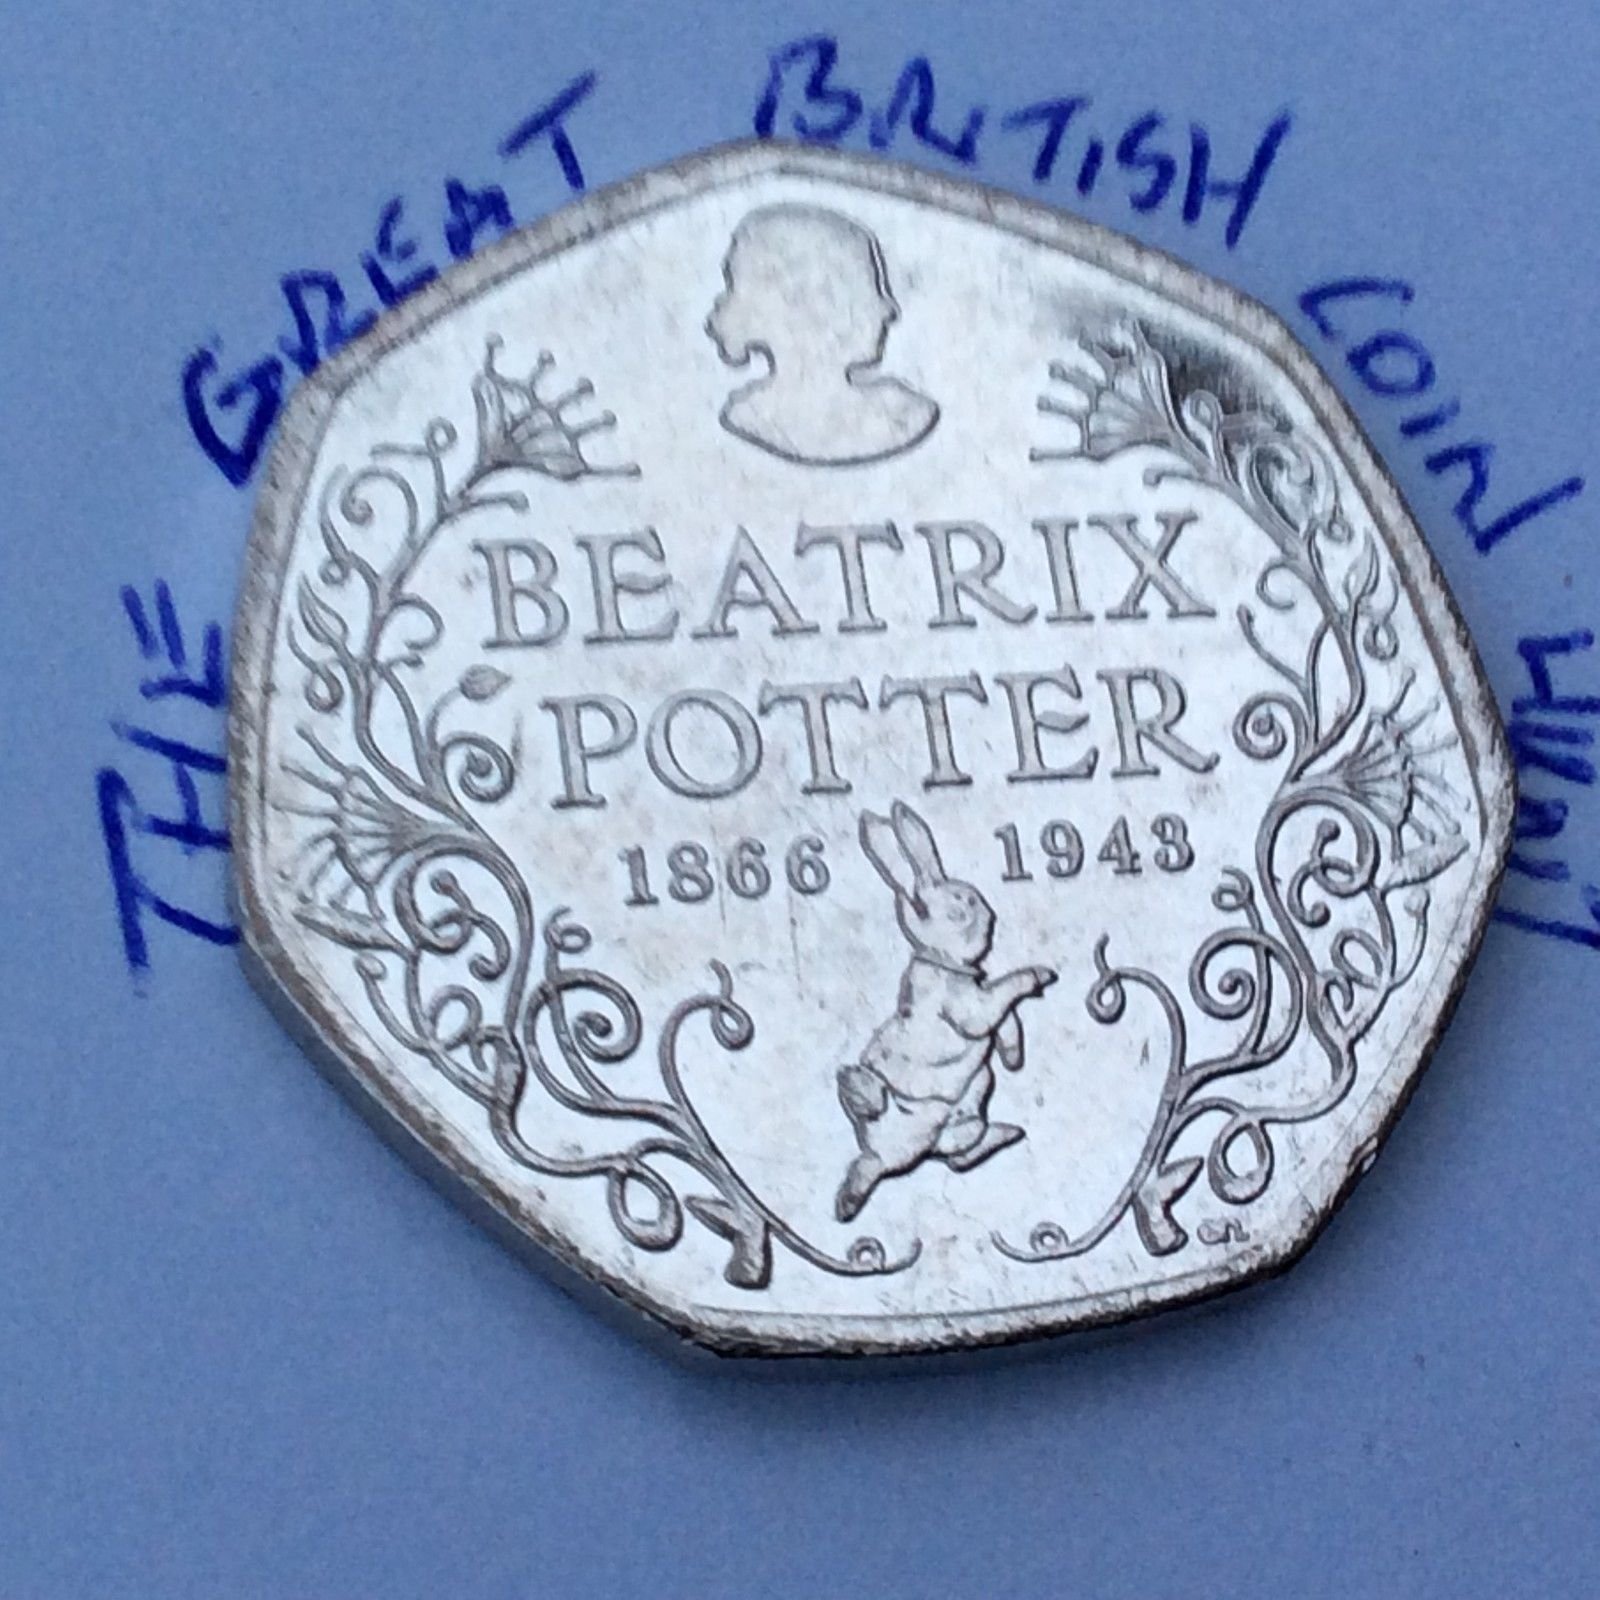 THE GREAT BRITISH COIN
BEATRIX
POTTER
1866 1943